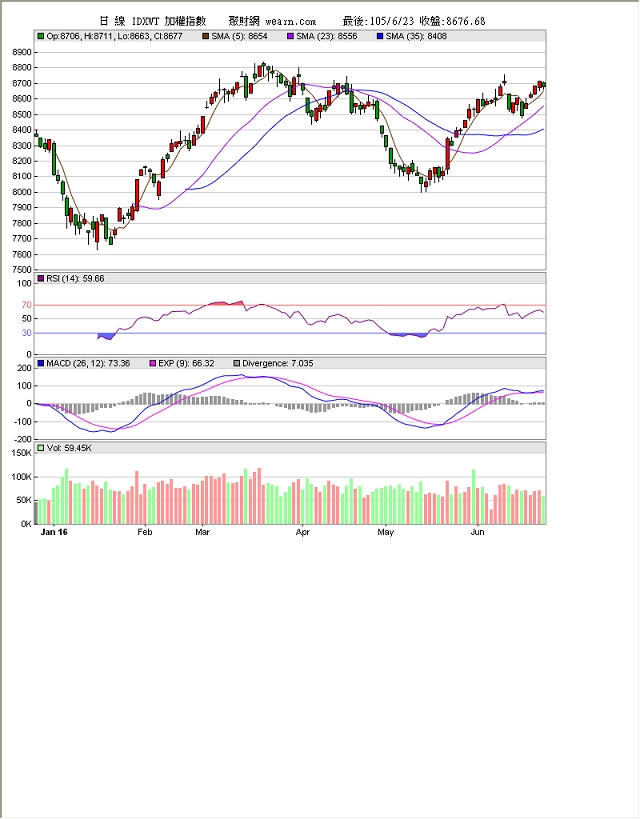 日 線 IDXWT 加權指數 聚財網 wearn.com 最後:105/6/23 收盤:8676.68
Op:8706, Hi:8711, Lo:8663, Cl:8677 SMA (5): 8654 SMA (23): 8556 SMA (35): 8408
8900
8800
8700
8600
8500
8400
8300
8200
8100
8000
7900
7800
7700
7600
7500
RSI (14): 59.66
100
70
50
30
0
MACD (26, 12): 73.36 EXP (9): 66.32 Divergence: 7.035
200
100
0
-100
-200
Vol: 59.45K
150K
100K
50K
0K
Jan 16 Feb Mar Apr May Jun